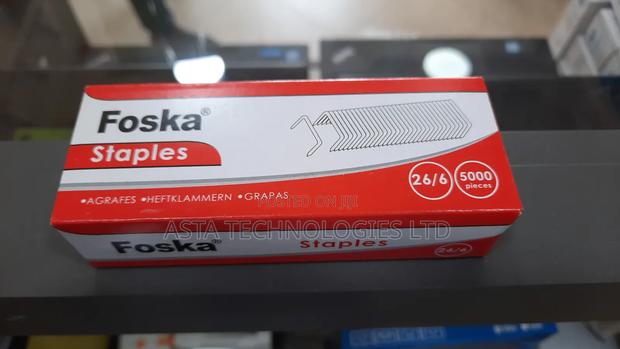 Foska®
Staples
•AGRAFES •HEFTKLAMMERN •GRAPAS
26/6
5000
pieces
POSTED ON JIJI
ASTA TECHNOLOGIES LTD
Foska® Staples 26/6